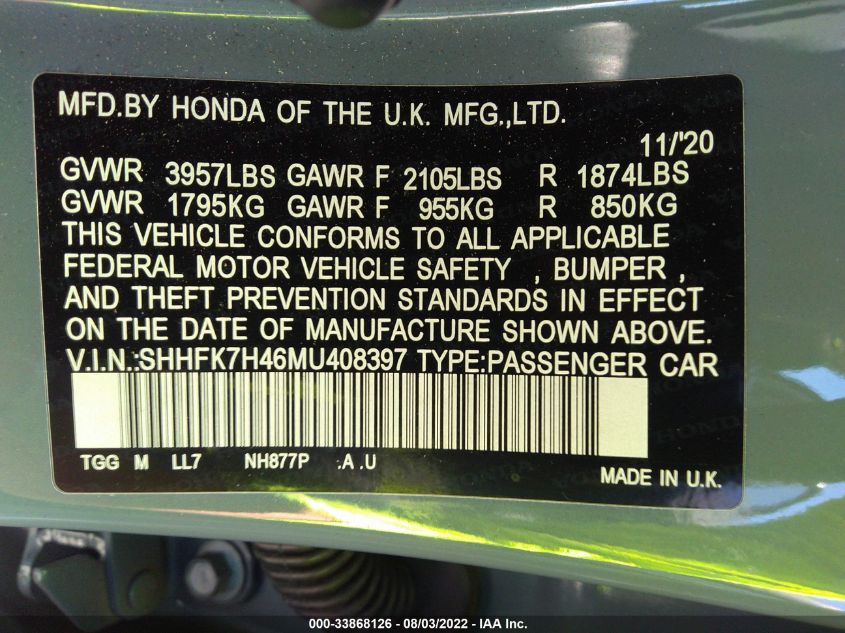 MFD.BY HONDA OF THE U.K. MFG.,LTD.
11/'20
GVWR 3957LBS GAWR F 2105LBS R 1874LBS
GVWR 1795KG GAWR F 955KG R 850KG
THIS VEHICLE CONFORMS TO ALL APPLICABLE
FEDERAL MOTOR VEHICLE SAFETY , BUMPER ,
AND THEFT PREVENTION STANDARDS IN EFFECT
ON THE DATE OF MANUFACTURE SHOWN ABOVE.
V.I.N.:SHHFK7H46MU408397 TYPE:PASSENGER CAR
TGG M LL7 NH877P .A .U
MADE IN U.K.
000-33868126 - 08/03/2022 - IAA Inc.